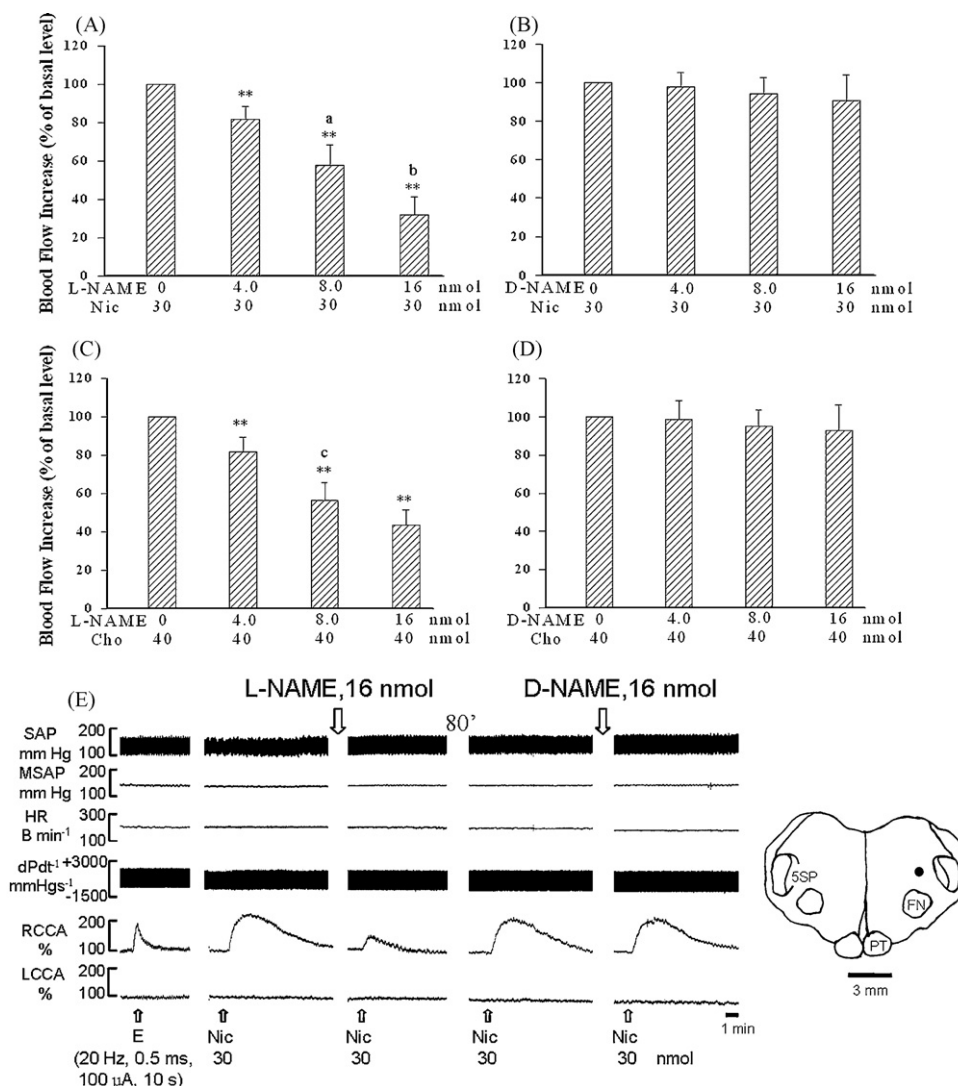 (A)
Blood Flow Increase (% of basal level)
120
100
80
60
40
20
0
**
a
**
b
**
L-NAME 0 4.0 8.0 16 nmol
Nic 30 30 30 30 nmol
(B)
120
100
80
60
40
20
0
D-NAME 0 4.0 8.0 16 nmol
30 30 30 30 nmol
(C)
Blood Flow Increase (% of basal level)
120
100
80
60
40
20
0
**
c
**
**
L-NAME 0 4.0 8.0 16 nmol
Cho 40 40 40 40 nmol
(D)
120
100
80
60
40
20
0
D-NAME 0 4.0 8.0 16 nmol
40 40 40 40 nmol
(E)
L-NAME,16 nmol
80’
D-NAME,16 nmol
SAP
mm Hg
200
100
MSAP
mm Hg
200
100
HR
B min⁻¹
300
100
dPdt⁻¹
mmHgs⁻¹
+3000
-1500
RCCA
%
200
100
LCCA
%
200
100
E
(20 Hz, 0.5 ms,
100 µA, 10 s)
Nic
30
Nic
30
Nic
30
Nic
30 nmol
1 min
5SP
FN
PT
3 mm